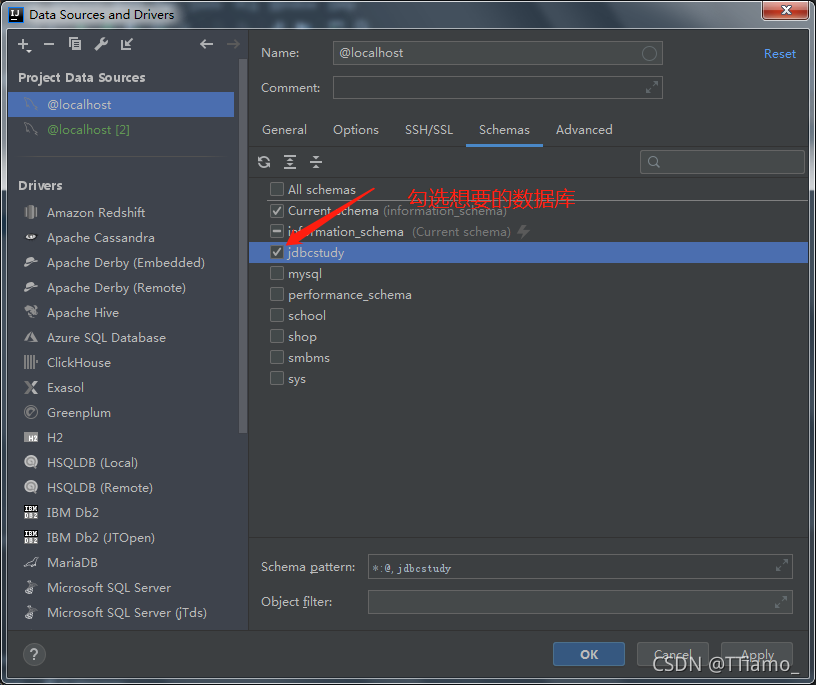 Data Sources and Drivers
Project Data Sources
@localhost
@localhost [2]
Drivers
Amazon Redshift
Apache Cassandra
Apache Derby (Embedded)
Apache Derby (Remote)
Apache Hive
Azure SQL Database
ClickHouse
Exasol
Greenplum
H2
HSQLDB (Local)
HSQLDB (Remote)
IBM Db2
IBM Db2 (JTOpen)
MariaDB
Microsoft SQL Server
Microsoft SQL Server (jTds)
Name: @localhost
Reset
Comment:
General Options SSH/SSL Schemas Advanced
All schemas
勾选想要的数据库
Current schema (information_schema)
information_schema (Current schema)
jdbcstudy
mysql
performance_schema
school
shop
smbms
sys
Schema pattern: *:@,jdbcstudy
Object filter:
? OK Cancel Apply
CSDN @TTiamo_